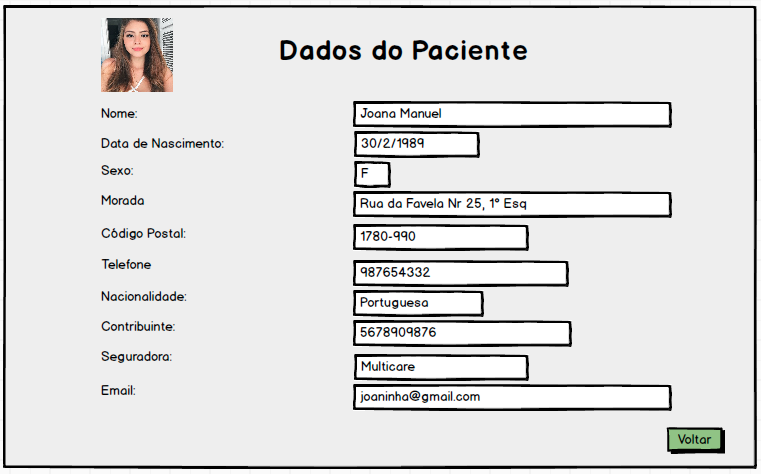 Dados do Paciente
Nome: Joana Manuel
Data de Nascimento: 30/2/1989
Sexo: F
Morada Rua da Favela Nr 25, 1º Esq
Código Postal: 1780-990
Telefone 987654332
Nacionalidade: Portuguesa
Contribuinte: 5678909876
Seguradora: Multicare
Email: joaninha@gmail.com
Voltar